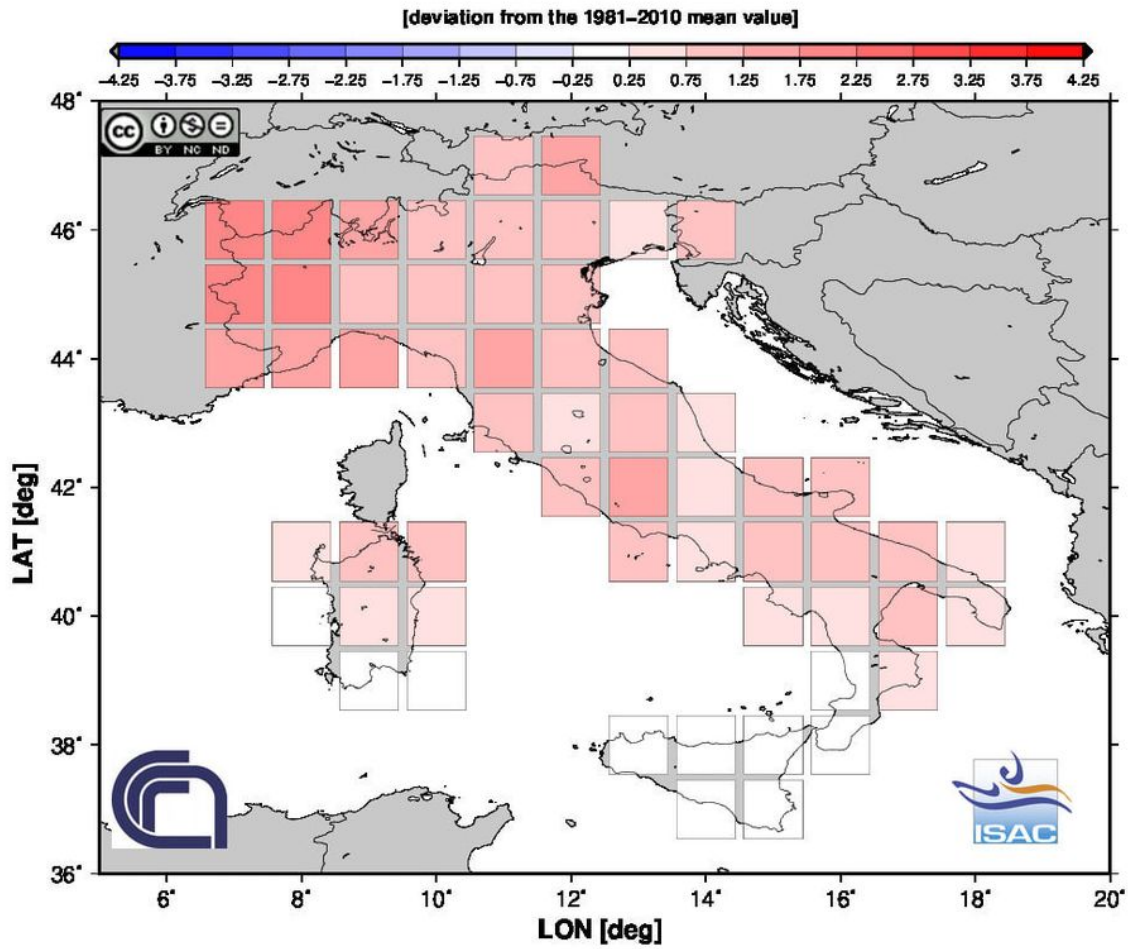 [deviation from the 1981–2010 mean value]
−4.25 −3.75 −3.25 −2.75 −2.25 −1.75 −1.25 −0.75 −0.25 0.25 0.75 1.25 1.75 2.25 2.75 3.25 3.75 4.25
48°
cc
BY NC ND
46°
44°
42°
40°
38°
36°
LAT [deg]
ISAC
6° 8° 10° 12° 14° 16° 18° 20°
LON [deg]